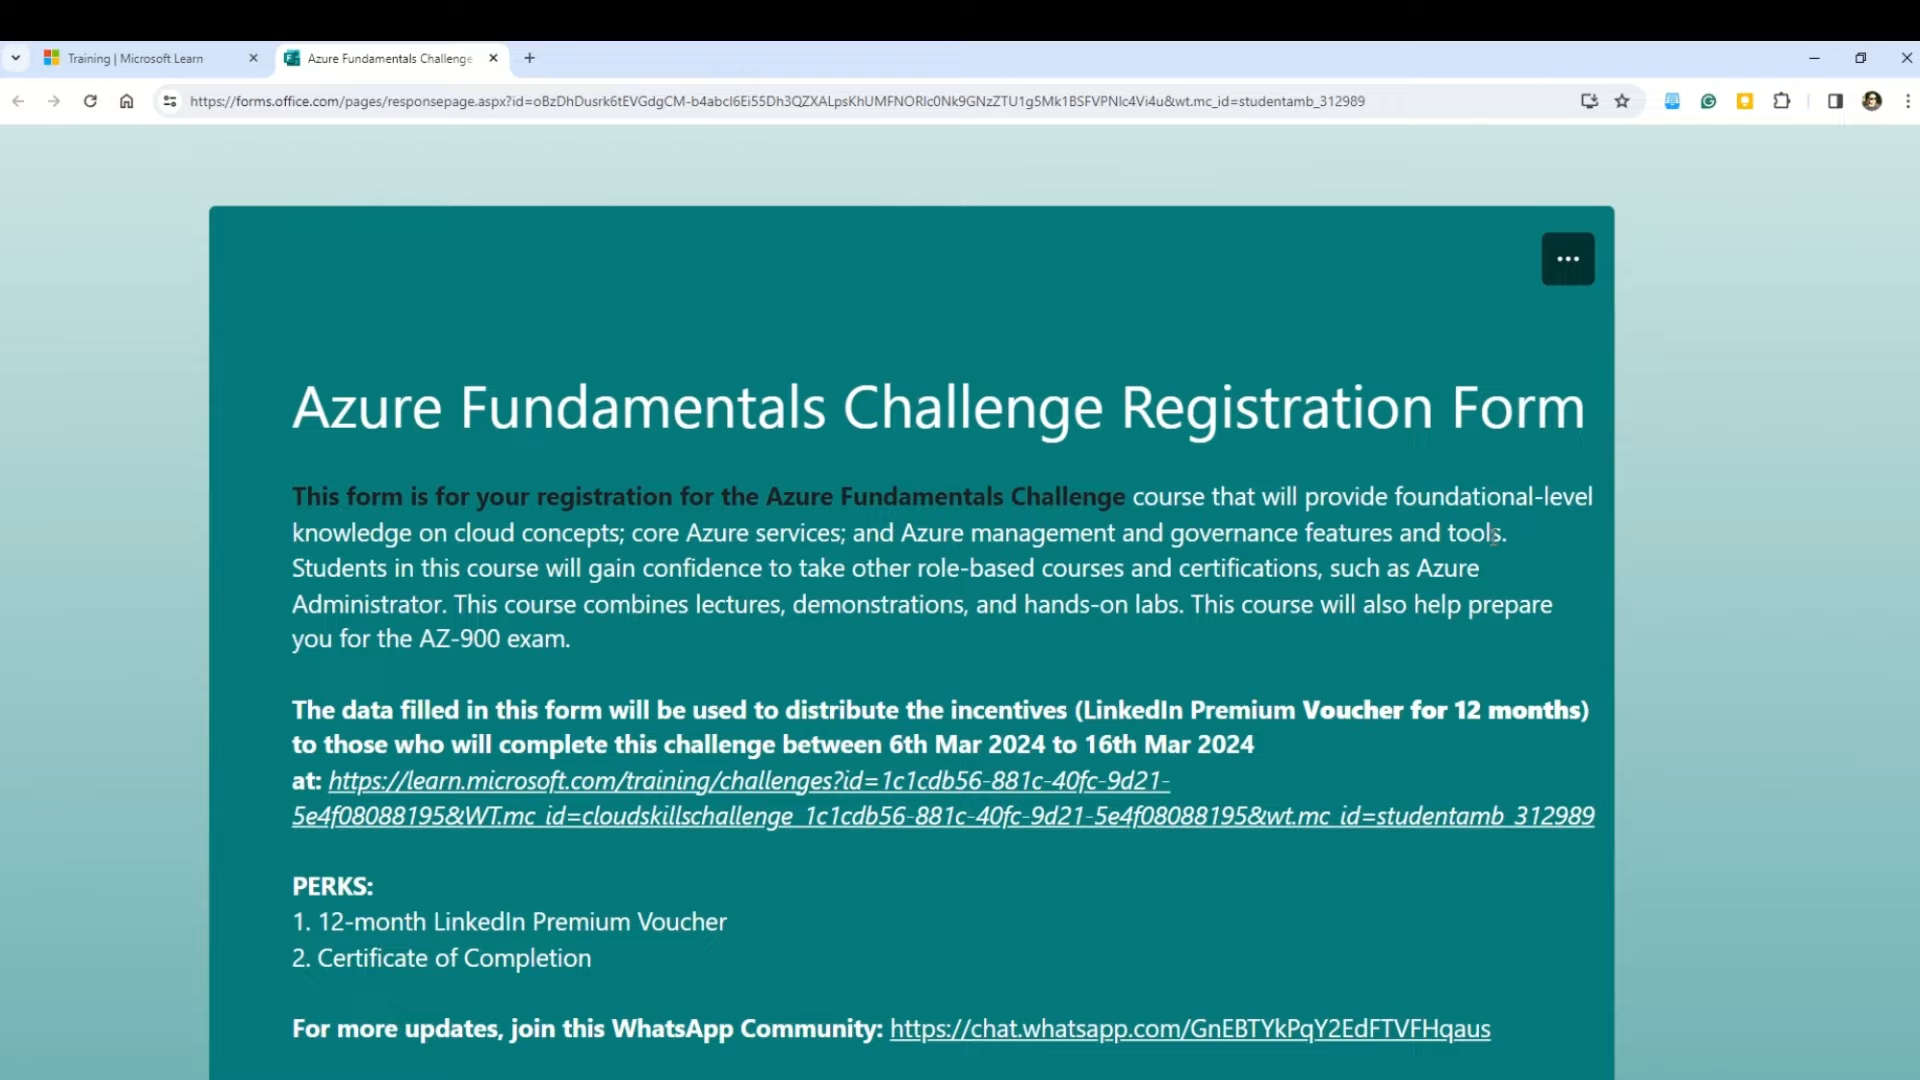 Training | Microsoft Learn
Azure Fundamentals Challenge
https://forms.office.com/pages/responsepage.aspx?id=oBzDhDusrk6tEVGdgCM-b4abcI6Ei55Dh3QZXALpsKhUMFNORlc0Nk9GNzZTU1g5Mk1BSFVPNlc4Vi4u&wt.mc_id=studentamb_312989
Azure Fundamentals Challenge Registration Form
This form is for your registration for the Azure Fundamentals Challenge course that will provide foundational-level
knowledge on cloud concepts; core Azure services; and Azure management and governance features and tools.
Students in this course will gain confidence to take other role-based courses and certifications, such as Azure
Administrator. This course combines lectures, demonstrations, and hands-on labs. This course will also help prepare
you for the AZ-900 exam.
The data filled in this form will be used to distribute the incentives (LinkedIn Premium Voucher for 12 months)
to those who will complete this challenge between 6th Mar 2024 to 16th Mar 2024
at: https://learn.microsoft.com/training/challenges?id=1c1cdb56-881c-40fc-9d21-
5e4f08088195&WT.mc_id=cloudskillschallenge_1c1cdb56-881c-40fc-9d21-5e4f08088195&wt.mc_id=studentamb_312989
PERKS:
1. 12-month LinkedIn Premium Voucher
2. Certificate of Completion
For more updates, join this WhatsApp Community: https://chat.whatsapp.com/GnEBTYkPqY2EdFTVFHqaus